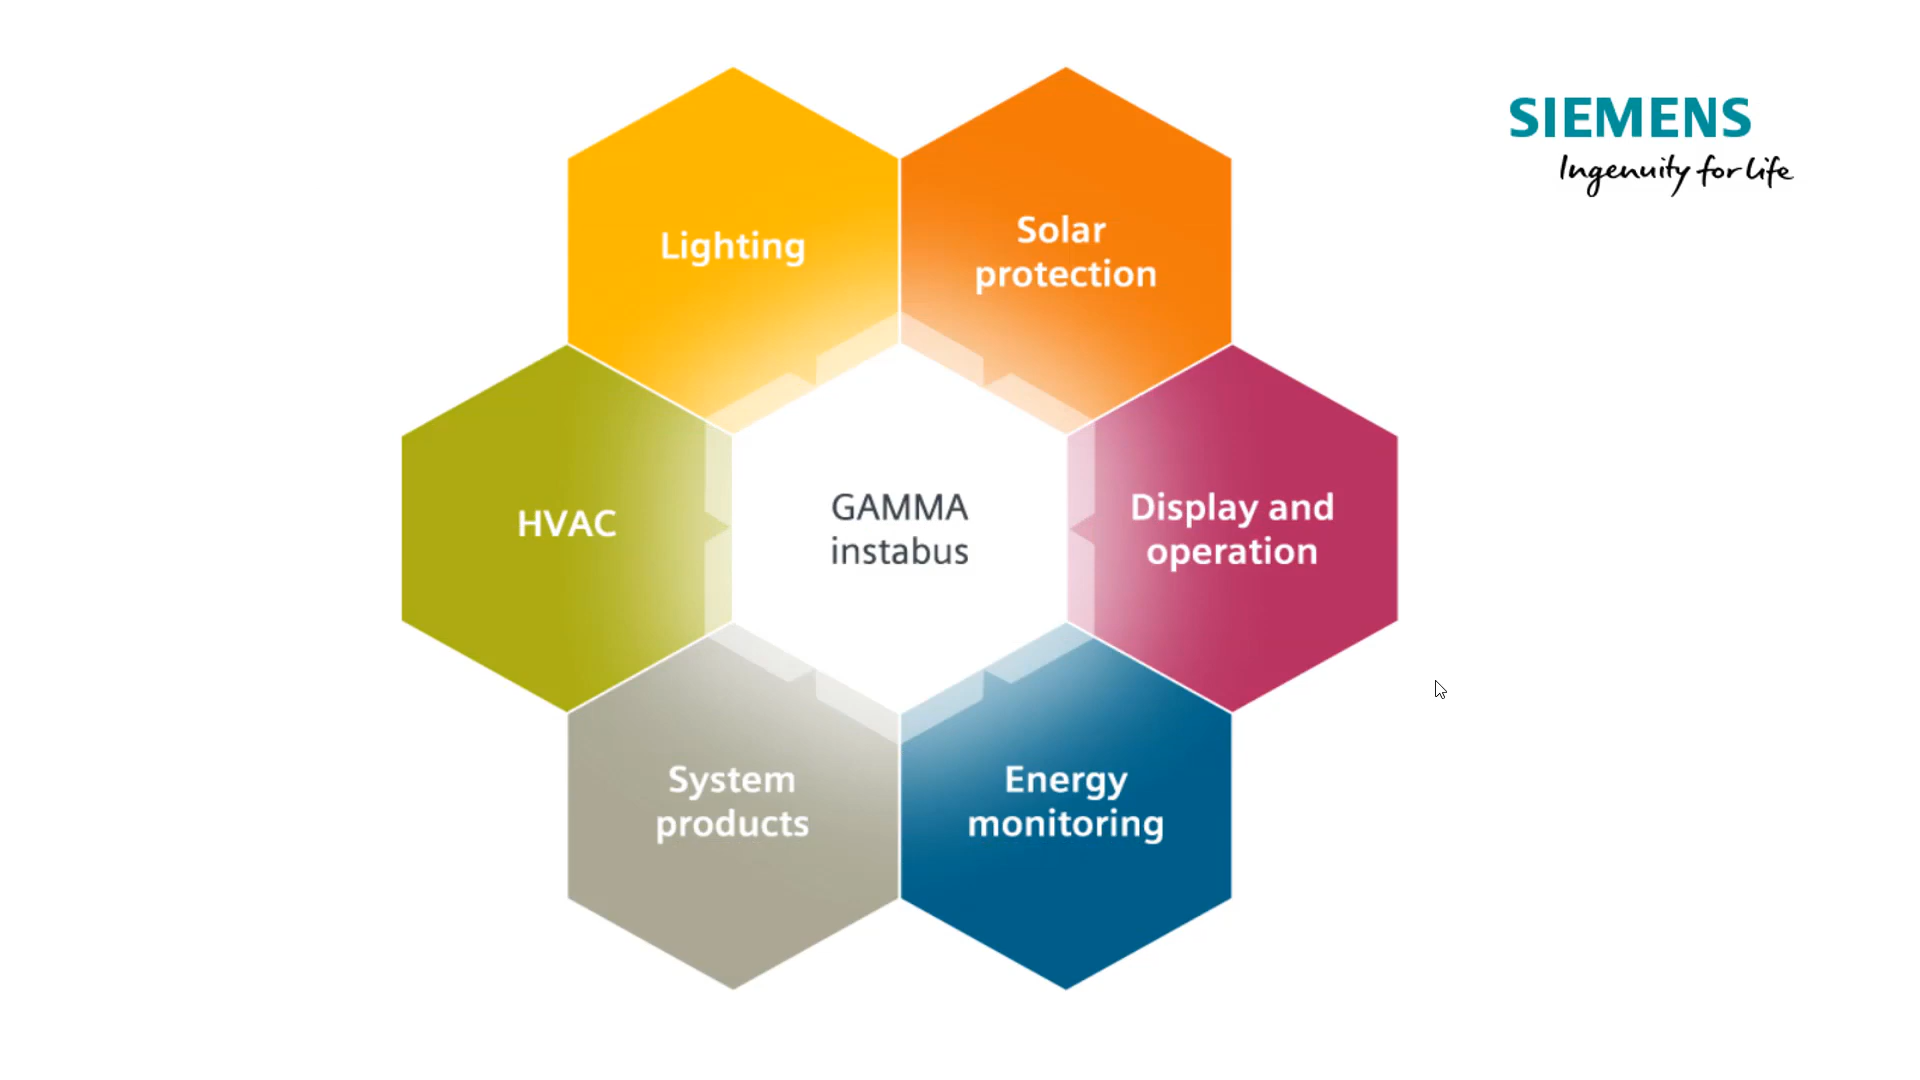 SIEMENS
Ingenuity for life
Lighting
Solar
protection
HVAC
GAMMA
instabus
Display and
operation
System
products
Energy
monitoring